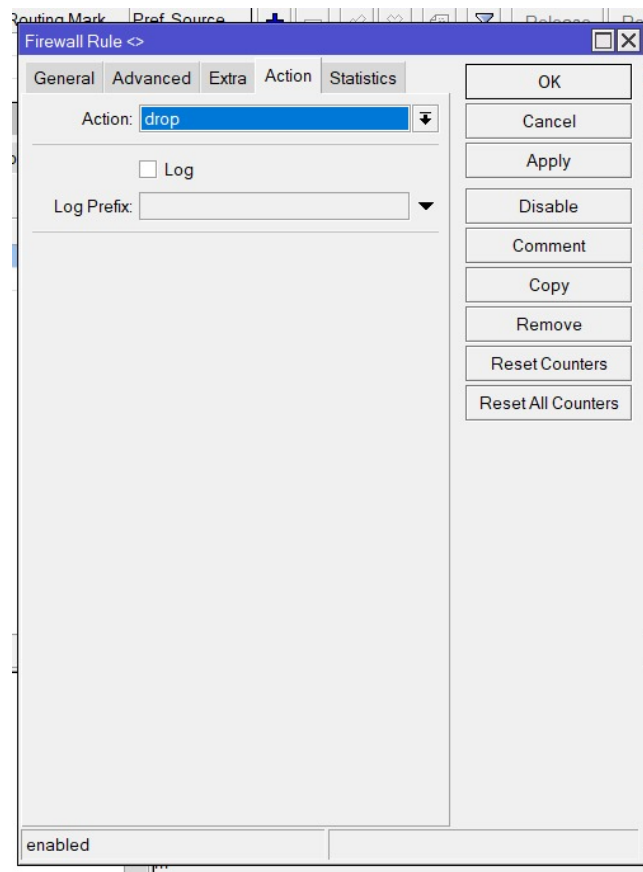 Routing Mark Pref. Source Release
Firewall Rule <>
General Advanced Extra Action Statistics
Action: drop
Log
Log Prefix:
OK
Cancel
Apply
Disable
Comment
Copy
Remove
Reset Counters
Reset All Counters
enabled